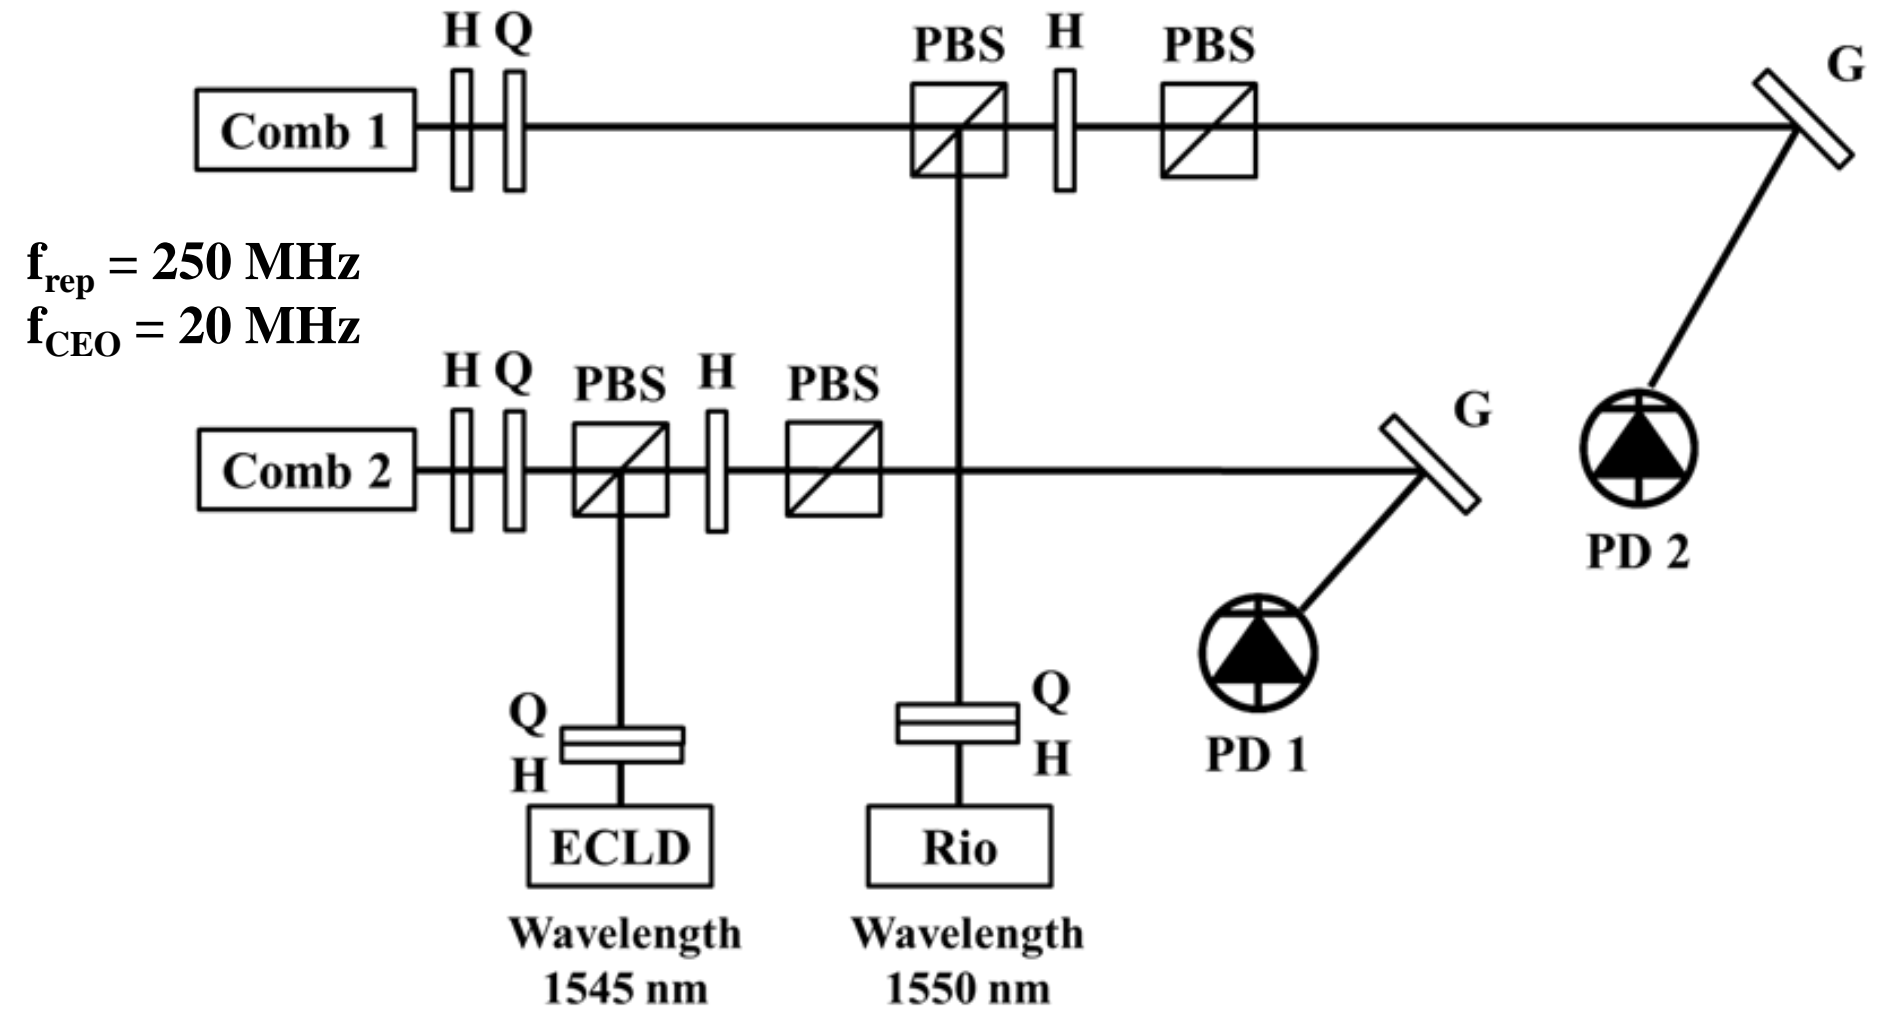 H Q
PBS H PBS
G
Comb 1
f_rep = 250 MHz
f_CEO = 20 MHz
H Q PBS H PBS
G
Comb 2
PD 2
Q
H
Q
H
PD 1
ECLD
Rio
Wavelength
1545 nm
Wavelength
1550 nm